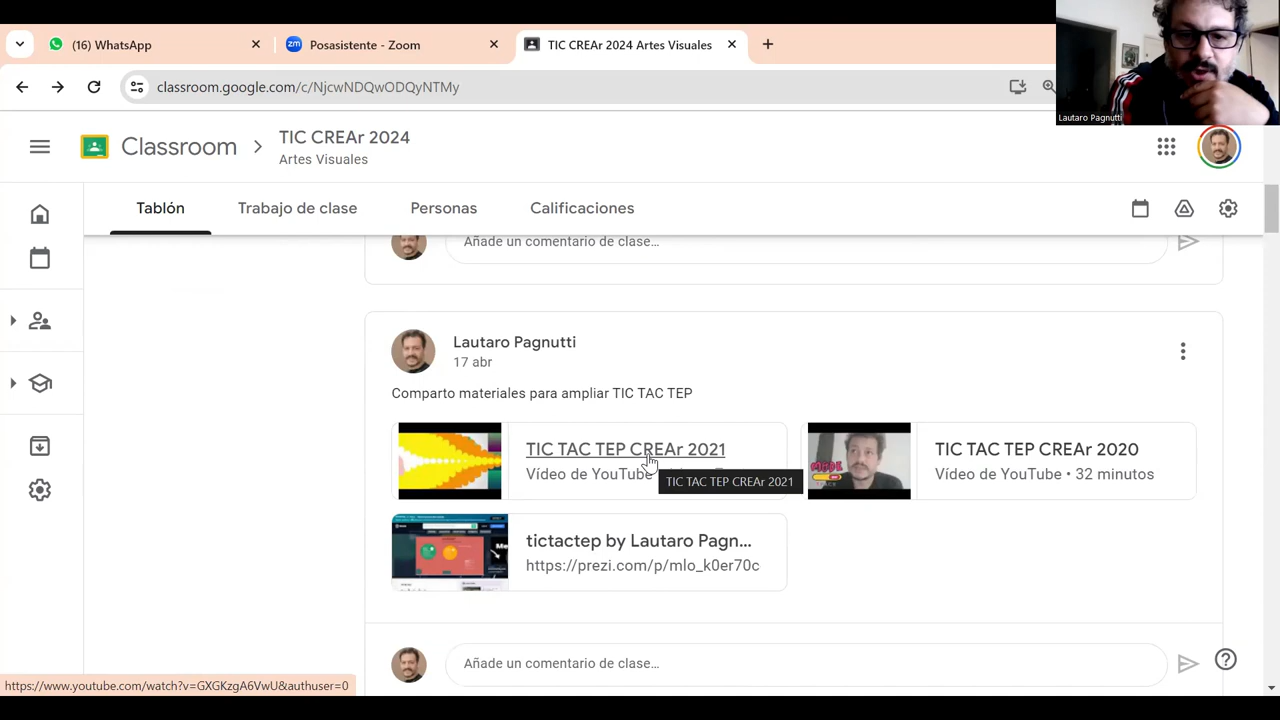 (16) WhatsApp
zm Posasistente - Zoom
TIC CREAr 2024 Artes Visuales
classroom.google.com/c/NjcwNDQwODQyNTMy
Lautaro Pagnutti
Classroom
TIC CREAr 2024
Artes Visuales
Tablón
Trabajo de clase
Personas
Calificaciones
Añade un comentario de clase…
Lautaro Pagnutti
17 abr
Comparto materiales para ampliar TIC TAC TEP
TIC TAC TEP CREAr 2021
Vídeo de YouTube
TIC TAC TEP CREAr 2021
TIC TAC TEP CREAr 2020
Vídeo de YouTube • 32 minutos
tictactep by Lautaro Pagn...
https://prezi.com/p/mlo_k0er70c
Añade un comentario de clase…
https://www.youtube.com/watch?v=GXGKzgA6VwU&authuser=0